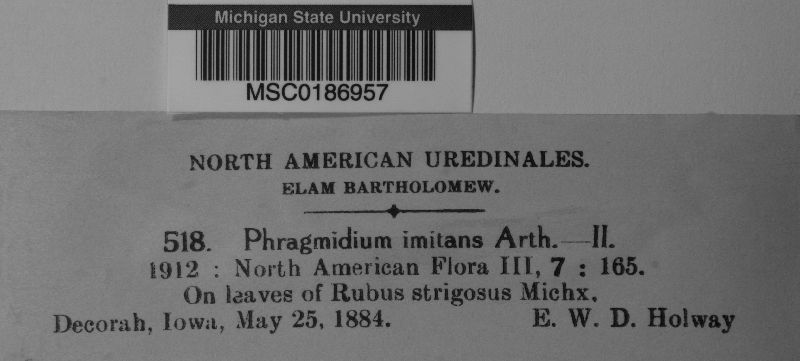 Michigan State University
MSC0186957
NORTH AMERICAN UREDINALES.
ELAM BARTHOLOMEW.
518. Phragmidium imitans Arth.—II.
1912 : North American Flora III, 7 : 165.
On leaves of Rubus strigosus Michx.
Decorah, Iowa, May 25, 1884. E. W. D. Holway